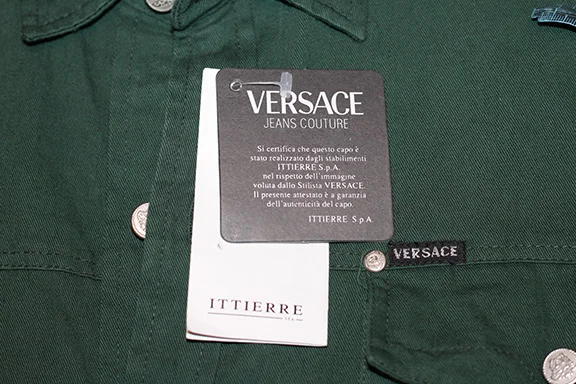 VERSACE
JEANS COUTURE
Si certifica che questo capo è
stato realizzato dagli stabilimenti
ITTIERRE S.p.A.
nel rispetto dell'immagine
voluta dallo Stilista VERSACE.
Il presente attestato è a garanzia
dell'autenticità del capo.
ITTIERRE S.p.A.
VERSACE
ITTIERRE